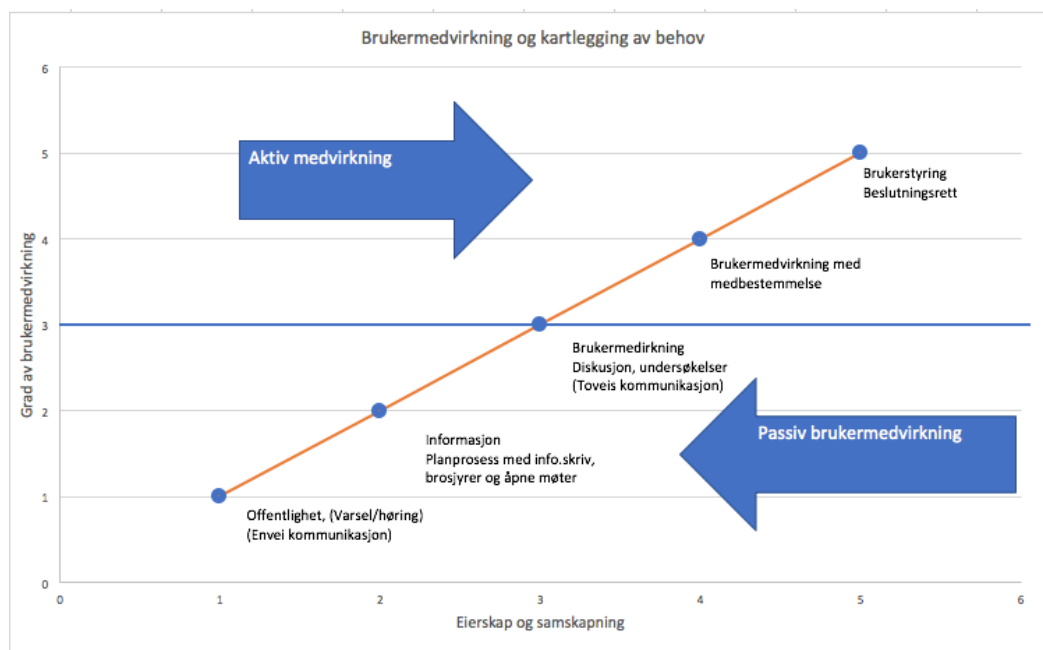 Brukermedvirkning og kartlegging av behov
6
5
4
3
2
1
0
Grad av brukermedvirkning
Aktiv medvirkning
Brukerstyring
Beslutningsrett
Brukermedvirkning med
medbestemmelse
Brukermedirkning
Diskusjon, undersøkelser
(Toveis kommunikasjon)
Passiv brukermedvirkning
Informasjon
Planprosess med info.skriv,
brosjyrer og åpne møter
Offentlighet, (Varsel/høring)
(Envei kommunikasjon)
0 1 2 3 4 5 6
Eierskap og samskapning